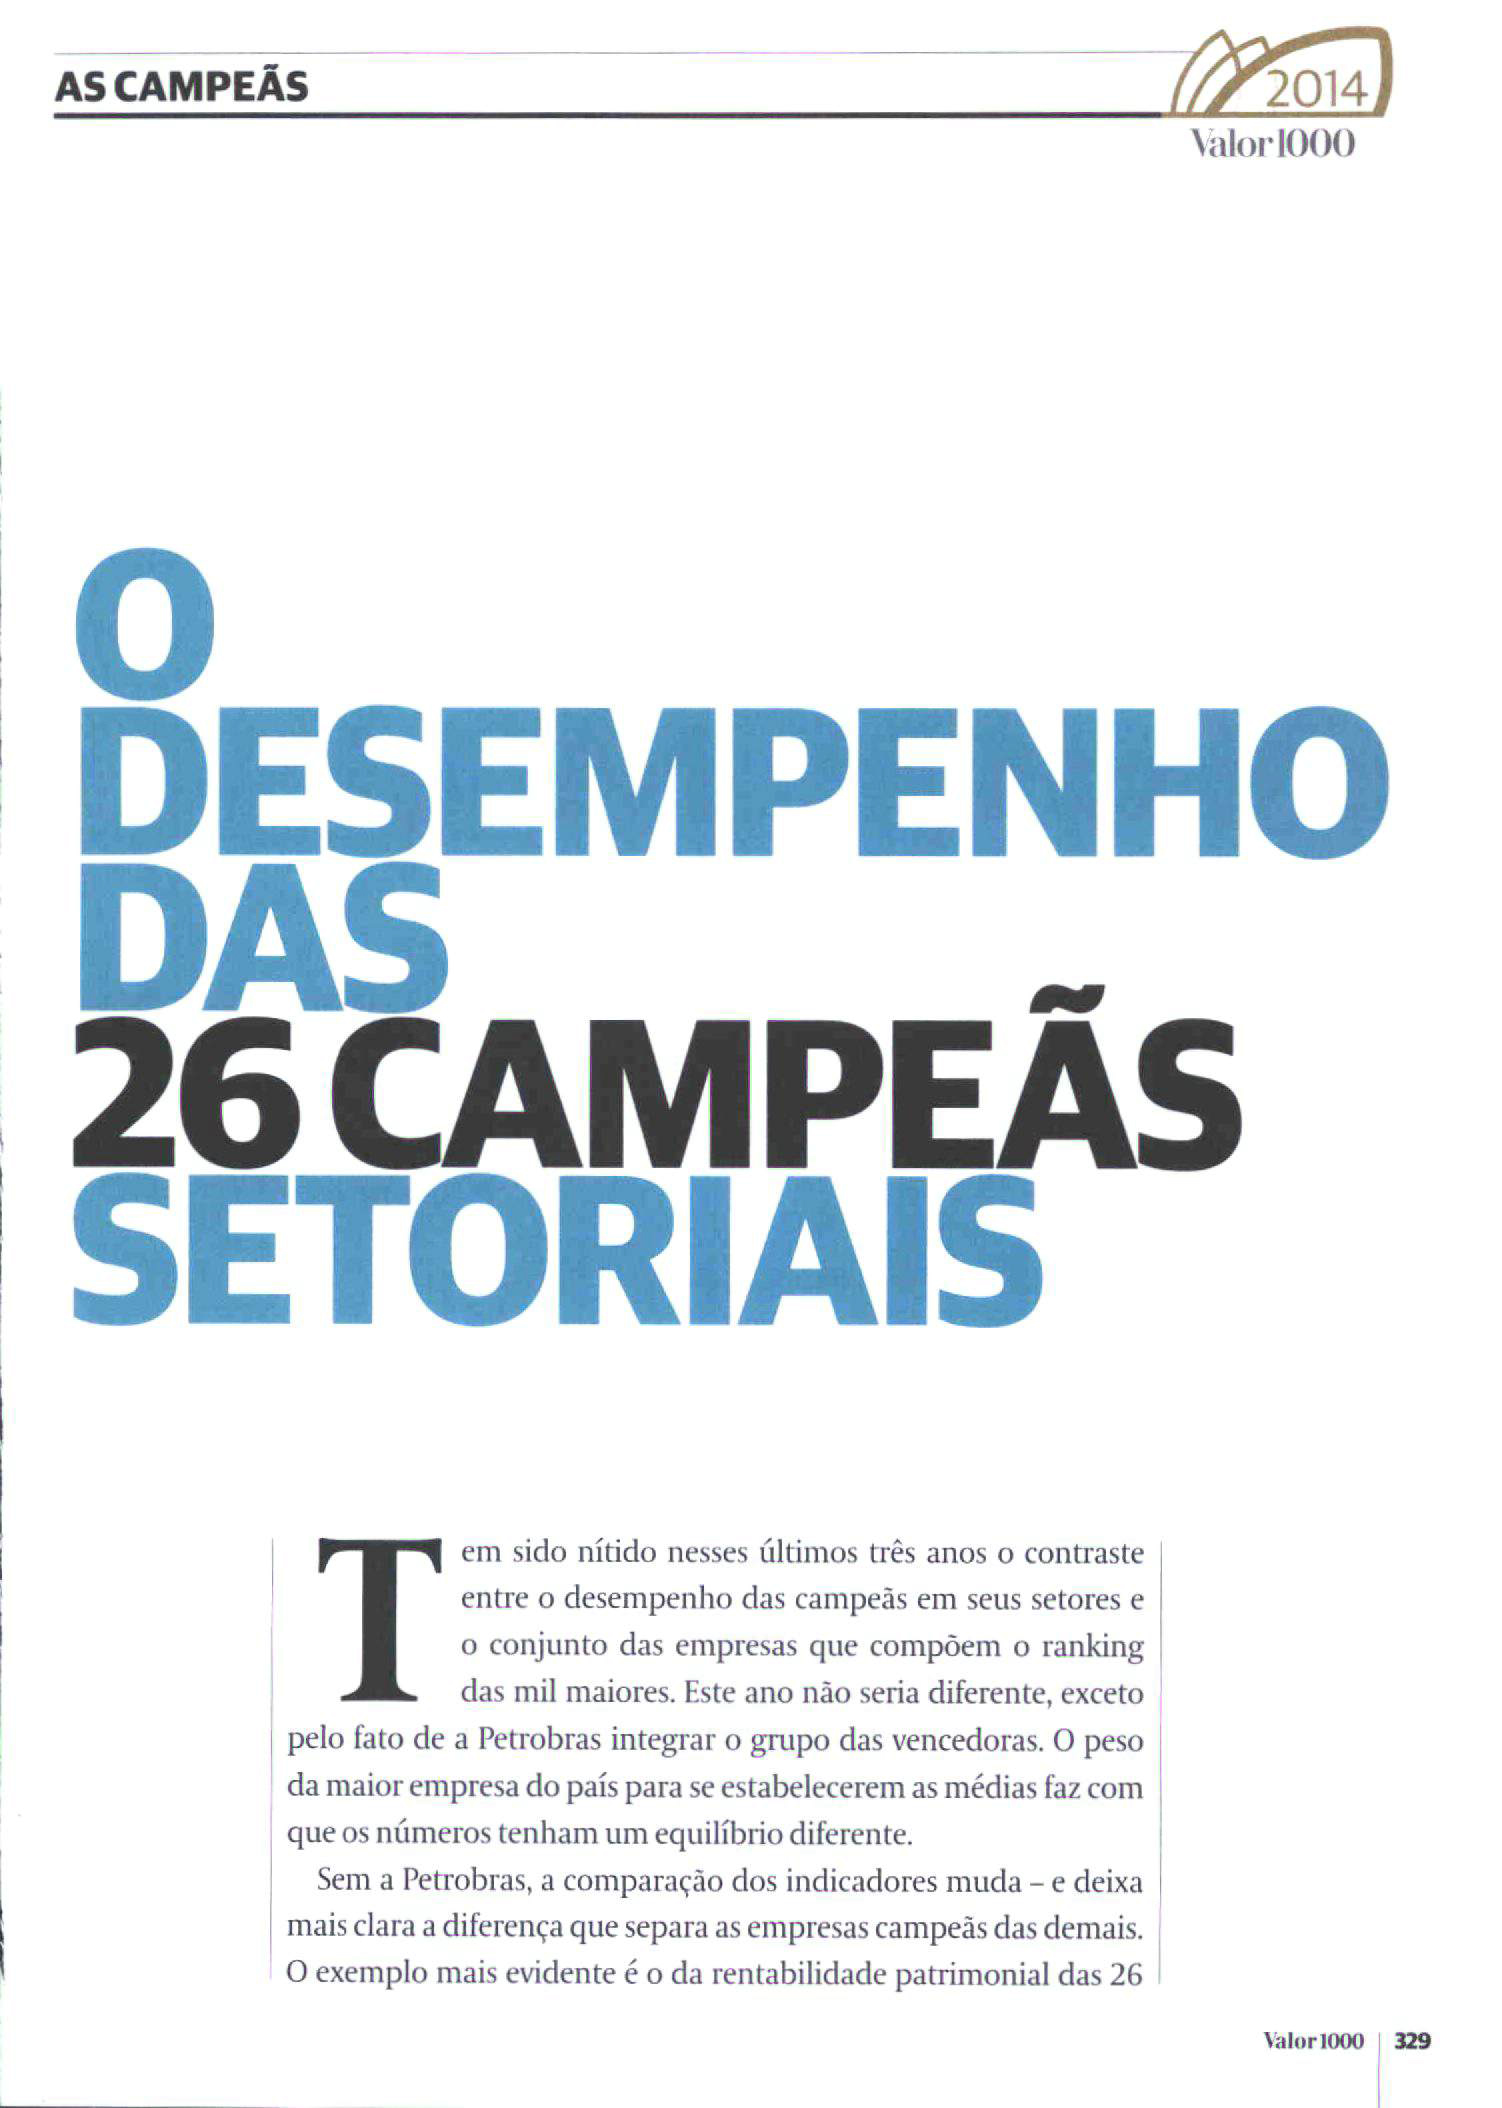 AS CAMPEÃS
2014
Valor1000
O
DESEMPENHO
DAS
26 CAMPEÃS
SETORIAIS
Tem sido nítido nesses últimos três anos o contraste
entre o desempenho das campeãs em seus setores e
o conjunto das empresas que compõem o ranking
das mil maiores. Este ano não seria diferente, exceto
pelo fato de a Petrobras integrar o grupo das vencedoras. O peso
da maior empresa do país para se estabelecerem as médias faz com
que os números tenham um equilíbrio diferente.
Sem a Petrobras, a comparação dos indicadores muda – e deixa
mais clara a diferença que separa as empresas campeãs das demais.
O exemplo mais evidente é o da rentabilidade patrimonial das 26
Valor1000 329